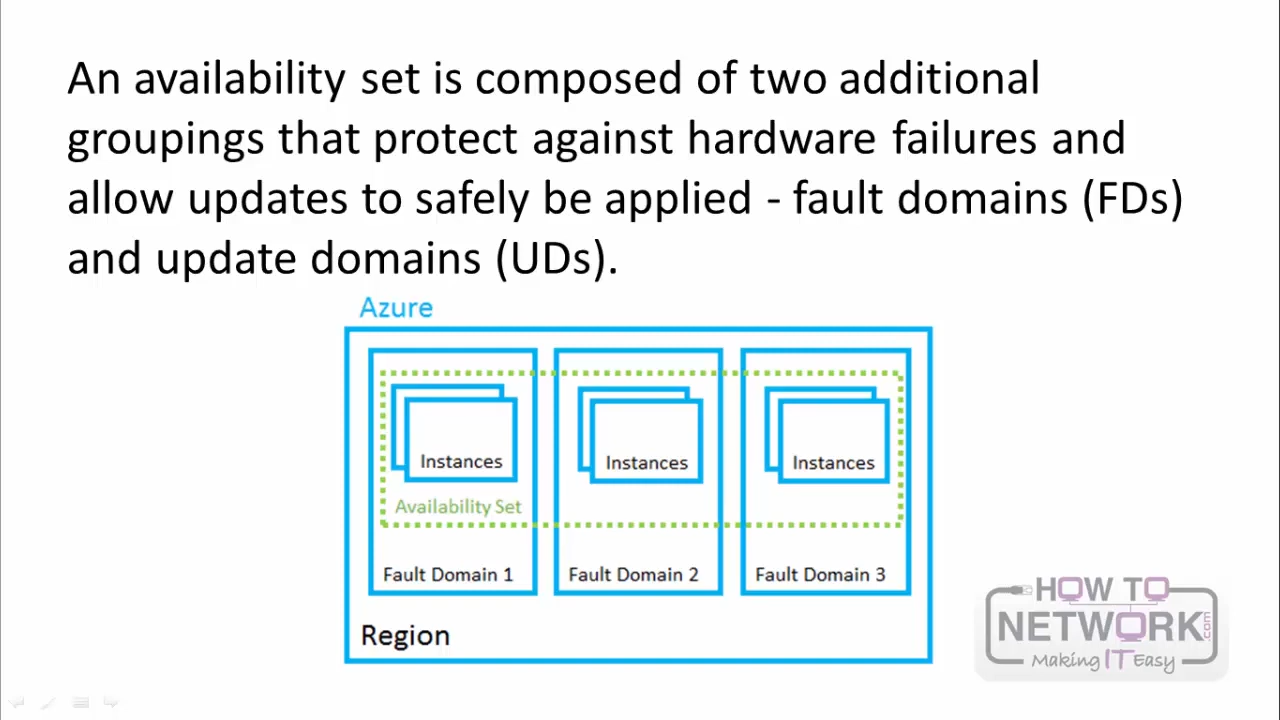 An availability set is composed of two additional
groupings that protect against hardware failures and
allow updates to safely be applied - fault domains (FDs)
and update domains (UDs).
Azure
Instances
Instances
Instances
Availability Set
Fault Domain 1
Fault Domain 2
Fault Domain 3
Region
HOW TO
NETWORK.com
Making IT Easy